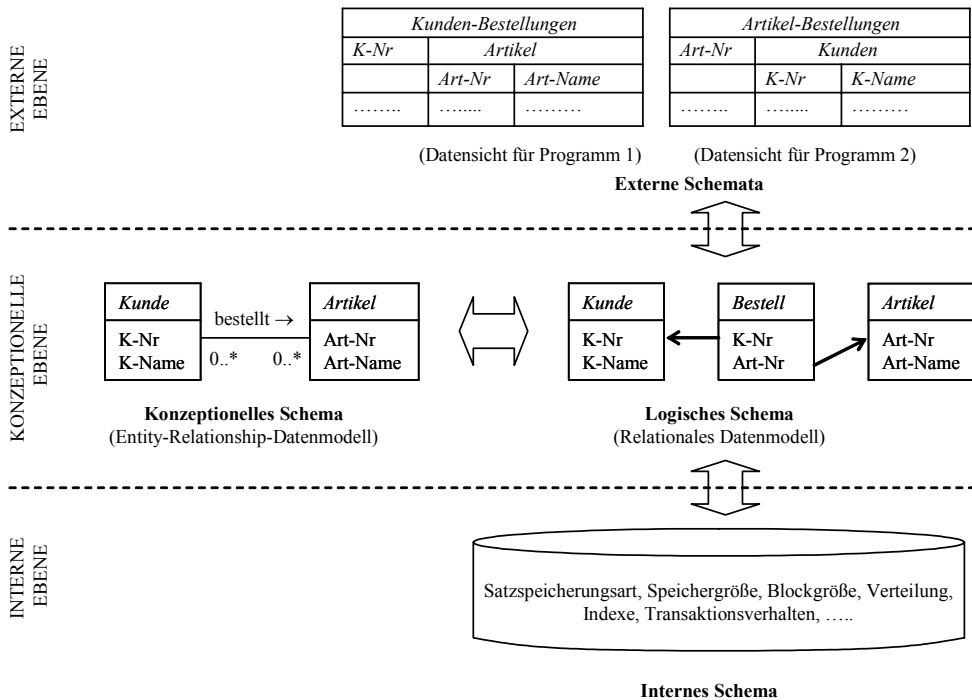 EXTERNE
EBENE
Kunden-Bestellungen
K-Nr Artikel
Art-Nr Art-Name
…….. …..... ………
(Datensicht für Programm 1)
Artikel-Bestellungen
Art-Nr Kunden
K-Nr K-Name
…….. …..... ………
(Datensicht für Programm 2)
Externe Schemata
KONZEPTIONELLE
EBENE
Kunde
K-Nr
K-Name
bestellt →
0..* 0..*
Artikel
Art-Nr
Art-Name
Konzeptionelles Schema
(Entity-Relationship-Datenmodell)
Kunde
K-Nr
K-Name
Bestell
K-Nr
Art-Nr
Artikel
Art-Nr
Art-Name
Logisches Schema
(Relationales Datenmodell)
INTERNE
EBENE
Satzspeicherungsart, Speichergröße, Blockgröße, Verteilung,
Indexe, Transaktionsverhalten, …..
Internes Schema